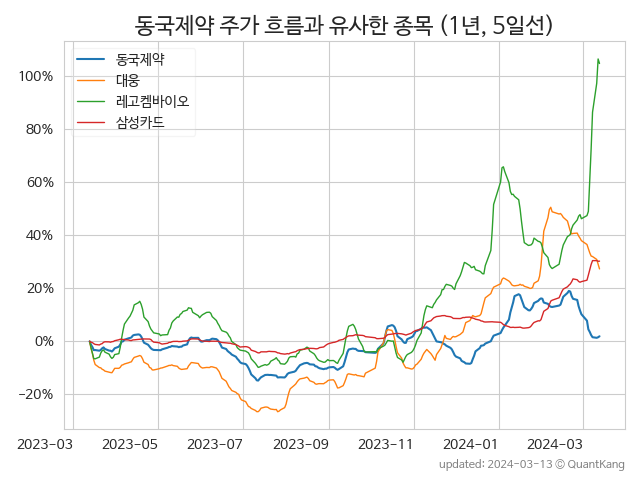 동국제약 주가 흐름과 유사한 종목 (1년, 5일선)
동국제약
대웅
레고켐바이오
삼성카드
100%
80%
60%
40%
20%
0%
−20%
2023-03 2023-05 2023-07 2023-09 2023-11 2024-01 2024-03
updated: 2024-03-13 © QuantKang